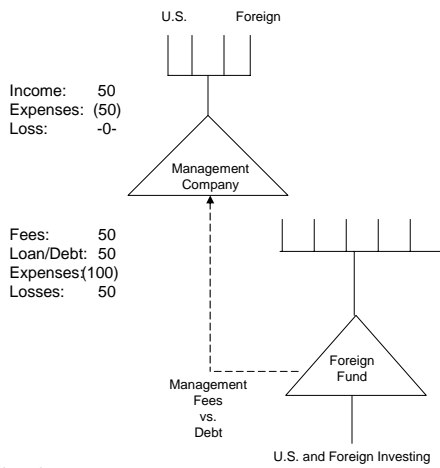 U.S. Foreign
Income: 50
Expenses: (50)
Loss: -0-
Management
Company
Fees: 50
Loan/Debt: 50
Expenses:(100)
Losses: 50
Foreign
Fund
Management
Fees
vs.
Debt
U.S. and Foreign Investing